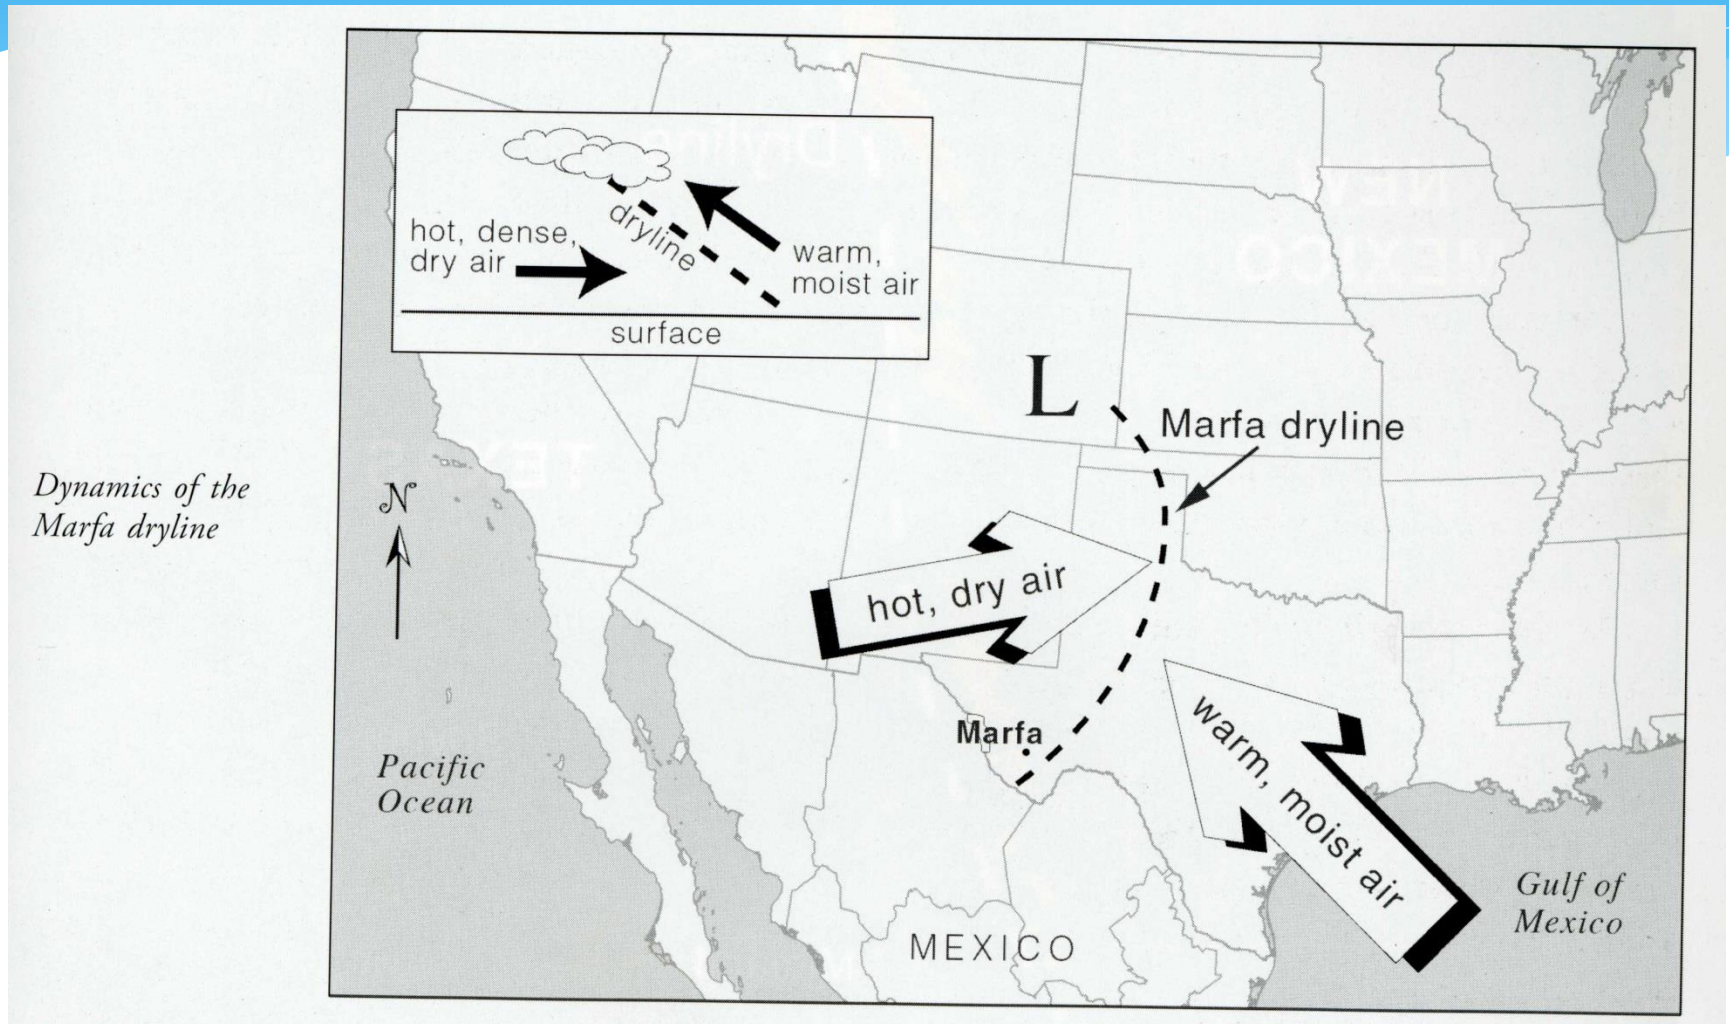 hot, dense,
dry air
dryline
warm,
moist air
surface
L
Marfa dryline
Dynamics of the
Marfa dryline
N
hot, dry air
Marfa
warm, moist air
Pacific
Ocean
Gulf of
Mexico
MEXICO